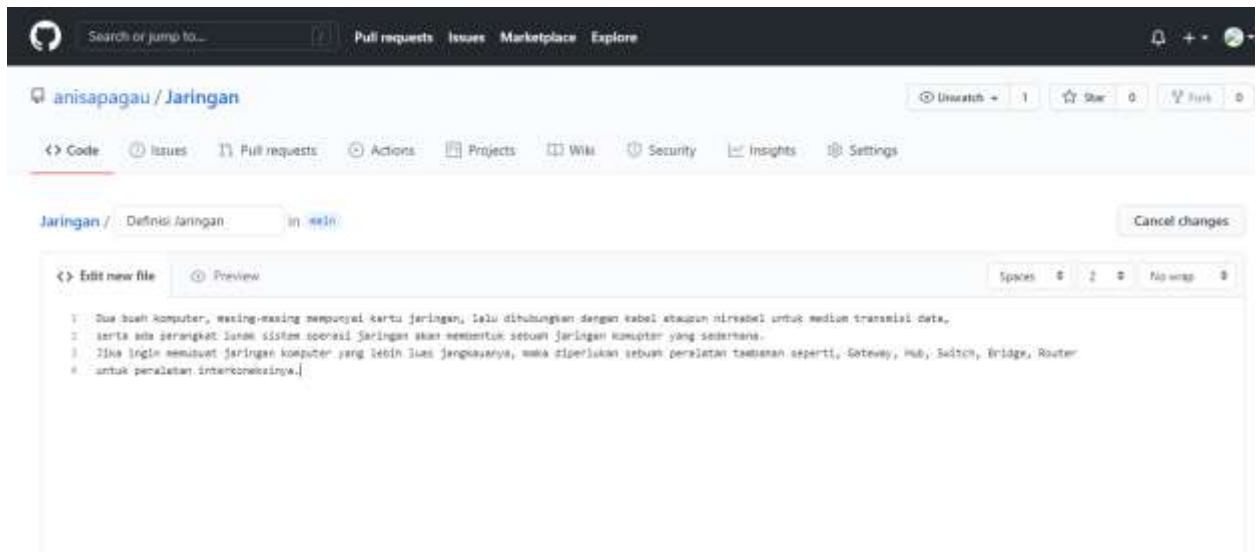 Search or jump to... / Pull requests Issues Marketplace Explore
anisapagau / Jaringan Unwatch 1 Star 0 Fork 0
Code Issues Pull requests Actions Projects Wiki Security Insights Settings
Jaringan / Definisi Jaringan in main Cancel changes
<> Edit new file Preview Spaces 2 No wrap
1 Dua buah komputer, masing-masing mempunyai kartu jaringan, lalu dihubungkan dengan kabel ataupun nirkabel untuk medium transmisi data,
2 serta ada perangkat lunak sistem operasi jaringan akan membentuk sebuah jaringan komputer yang sederhana.
3 Jika ingin membuat jaringan komputer yang lebih luas jangkauanya, maka diperlukan sebuah peralatan tambahan seperti, Gateway, Hub, Switch, Bridge, Router
4 untuk peralatan interkoneksinya.